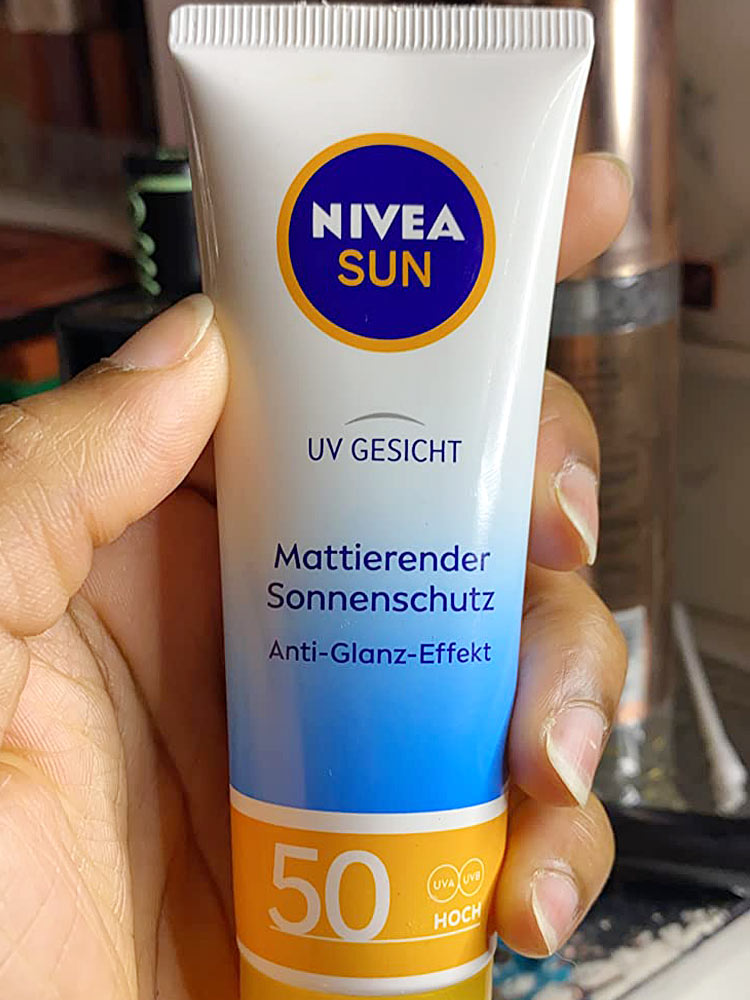 NIVEA
SUN
UV GESICHT
Mattierender
Sonnenschutz
Anti-Glanz-Effekt
50
UVA UVB
HOCH